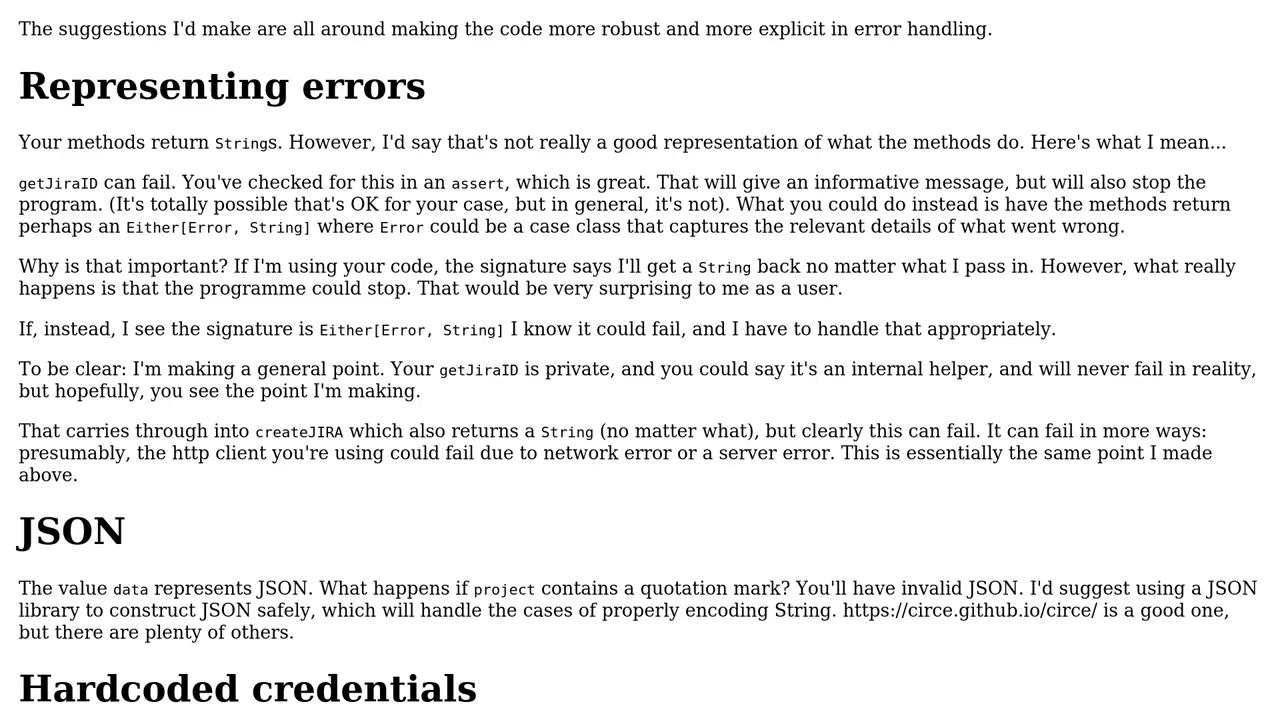 The suggestions I'd make are all around making the code more robust and more explicit in error handling.
Representing errors
Your methods return Strings. However, I'd say that's not really a good representation of what the methods do. Here's what I mean...
getJiraID can fail. You've checked for this in an assert, which is great. That will give an informative message, but will also stop the
program. (It's totally possible that's OK for your case, but in general, it's not). What you could do instead is have the methods return
perhaps an Either[Error, String] where Error could be a case class that captures the relevant details of what went wrong.
Why is that important? If I'm using your code, the signature says I'll get a String back no matter what I pass in. However, what really
happens is that the programme could stop. That would be very surprising to me as a user.
If, instead, I see the signature is Either[Error, String] I know it could fail, and I have to handle that appropriately.
To be clear: I'm making a general point. Your getJiraID is private, and you could say it's an internal helper, and will never fail in reality,
but hopefully, you see the point I'm making.
That carries through into createJIRA which also returns a String (no matter what), but clearly this can fail. It can fail in more ways:
presumably, the http client you're using could fail due to network error or a server error. This is essentially the same point I made
above.
JSON
The value data represents JSON. What happens if project contains a quotation mark? You'll have invalid JSON. I'd suggest using a JSON
library to construct JSON safely, which will handle the cases of properly encoding String. https://circe.github.io/circe/ is a good one,
but there are plenty of others.
Hardcoded credentials